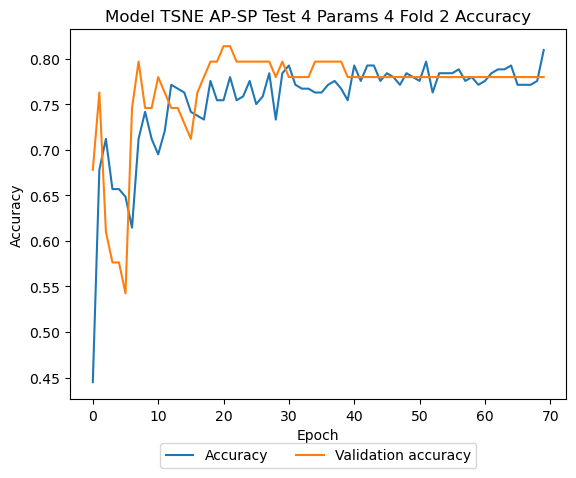 Model TSNE AP-SP Test 4 Params 4 Fold 2 Accuracy
Accuracy
0.80
0.75
0.70
0.65
0.60
0.55
0.50
0.45
0 10 20 30 40 50 60 70
Epoch
Accuracy Validation accuracy